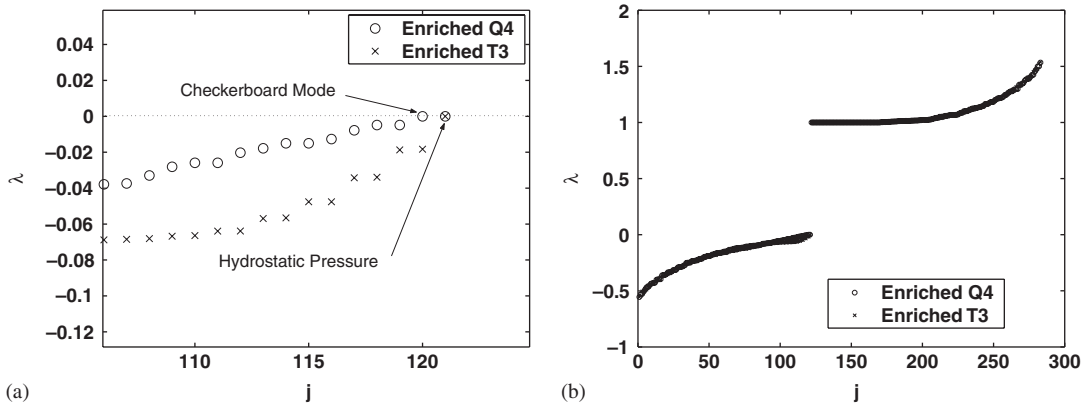 0.04
0.02
0
−0.02
−0.04
−0.06
−0.08
−0.1
−0.12
λ
110
115
120
j
Enriched Q4
Enriched T3
Checkerboard Mode
Hydrostatic Pressure
(a)
2
1.5
1
0.5
0
−0.5
−1
λ
0
50
100
150
200
250
300
j
Enriched Q4
Enriched T3
(b)